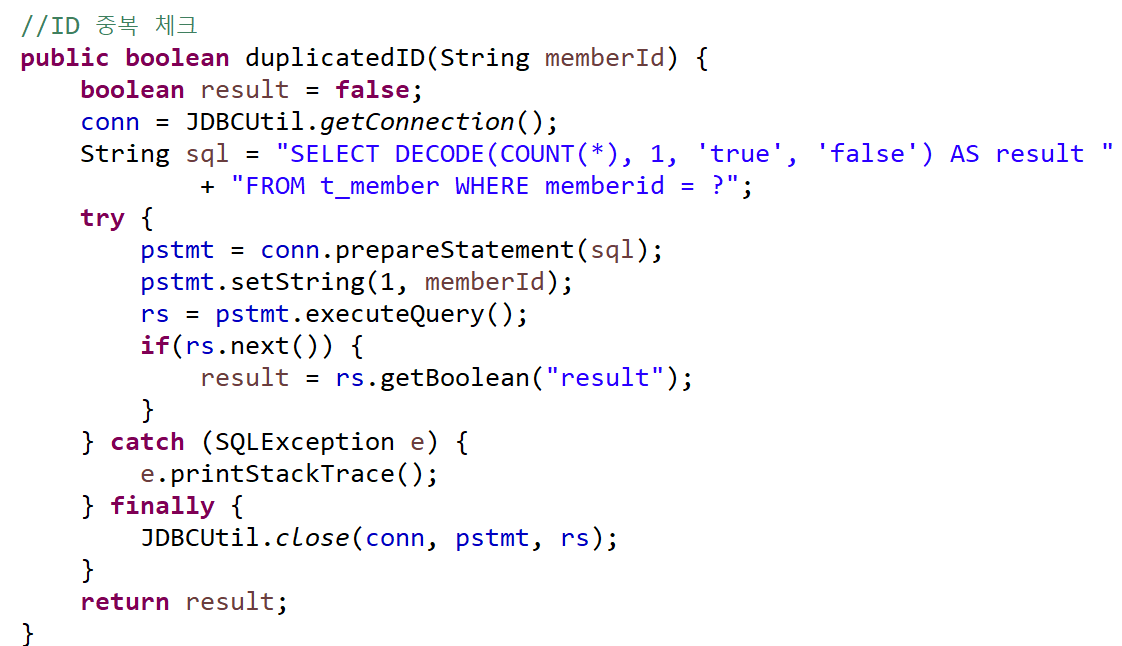 //ID 중복 체크
public boolean duplicatedID(String memberId) {
    boolean result = false;
    conn = JDBCUtil.getConnection();
    String sql = "SELECT DECODE(COUNT(*), 1, 'true', 'false') AS result "
            + "FROM t_member WHERE memberid = ?";
    try {
        pstmt = conn.prepareStatement(sql);
        pstmt.setString(1, memberId);
        rs = pstmt.executeQuery();
        if(rs.next()) {
            result = rs.getBoolean("result");
        }
    } catch (SQLException e) {
        e.printStackTrace();
    } finally {
        JDBCUtil.close(conn, pstmt, rs);
    }
    return result;
}